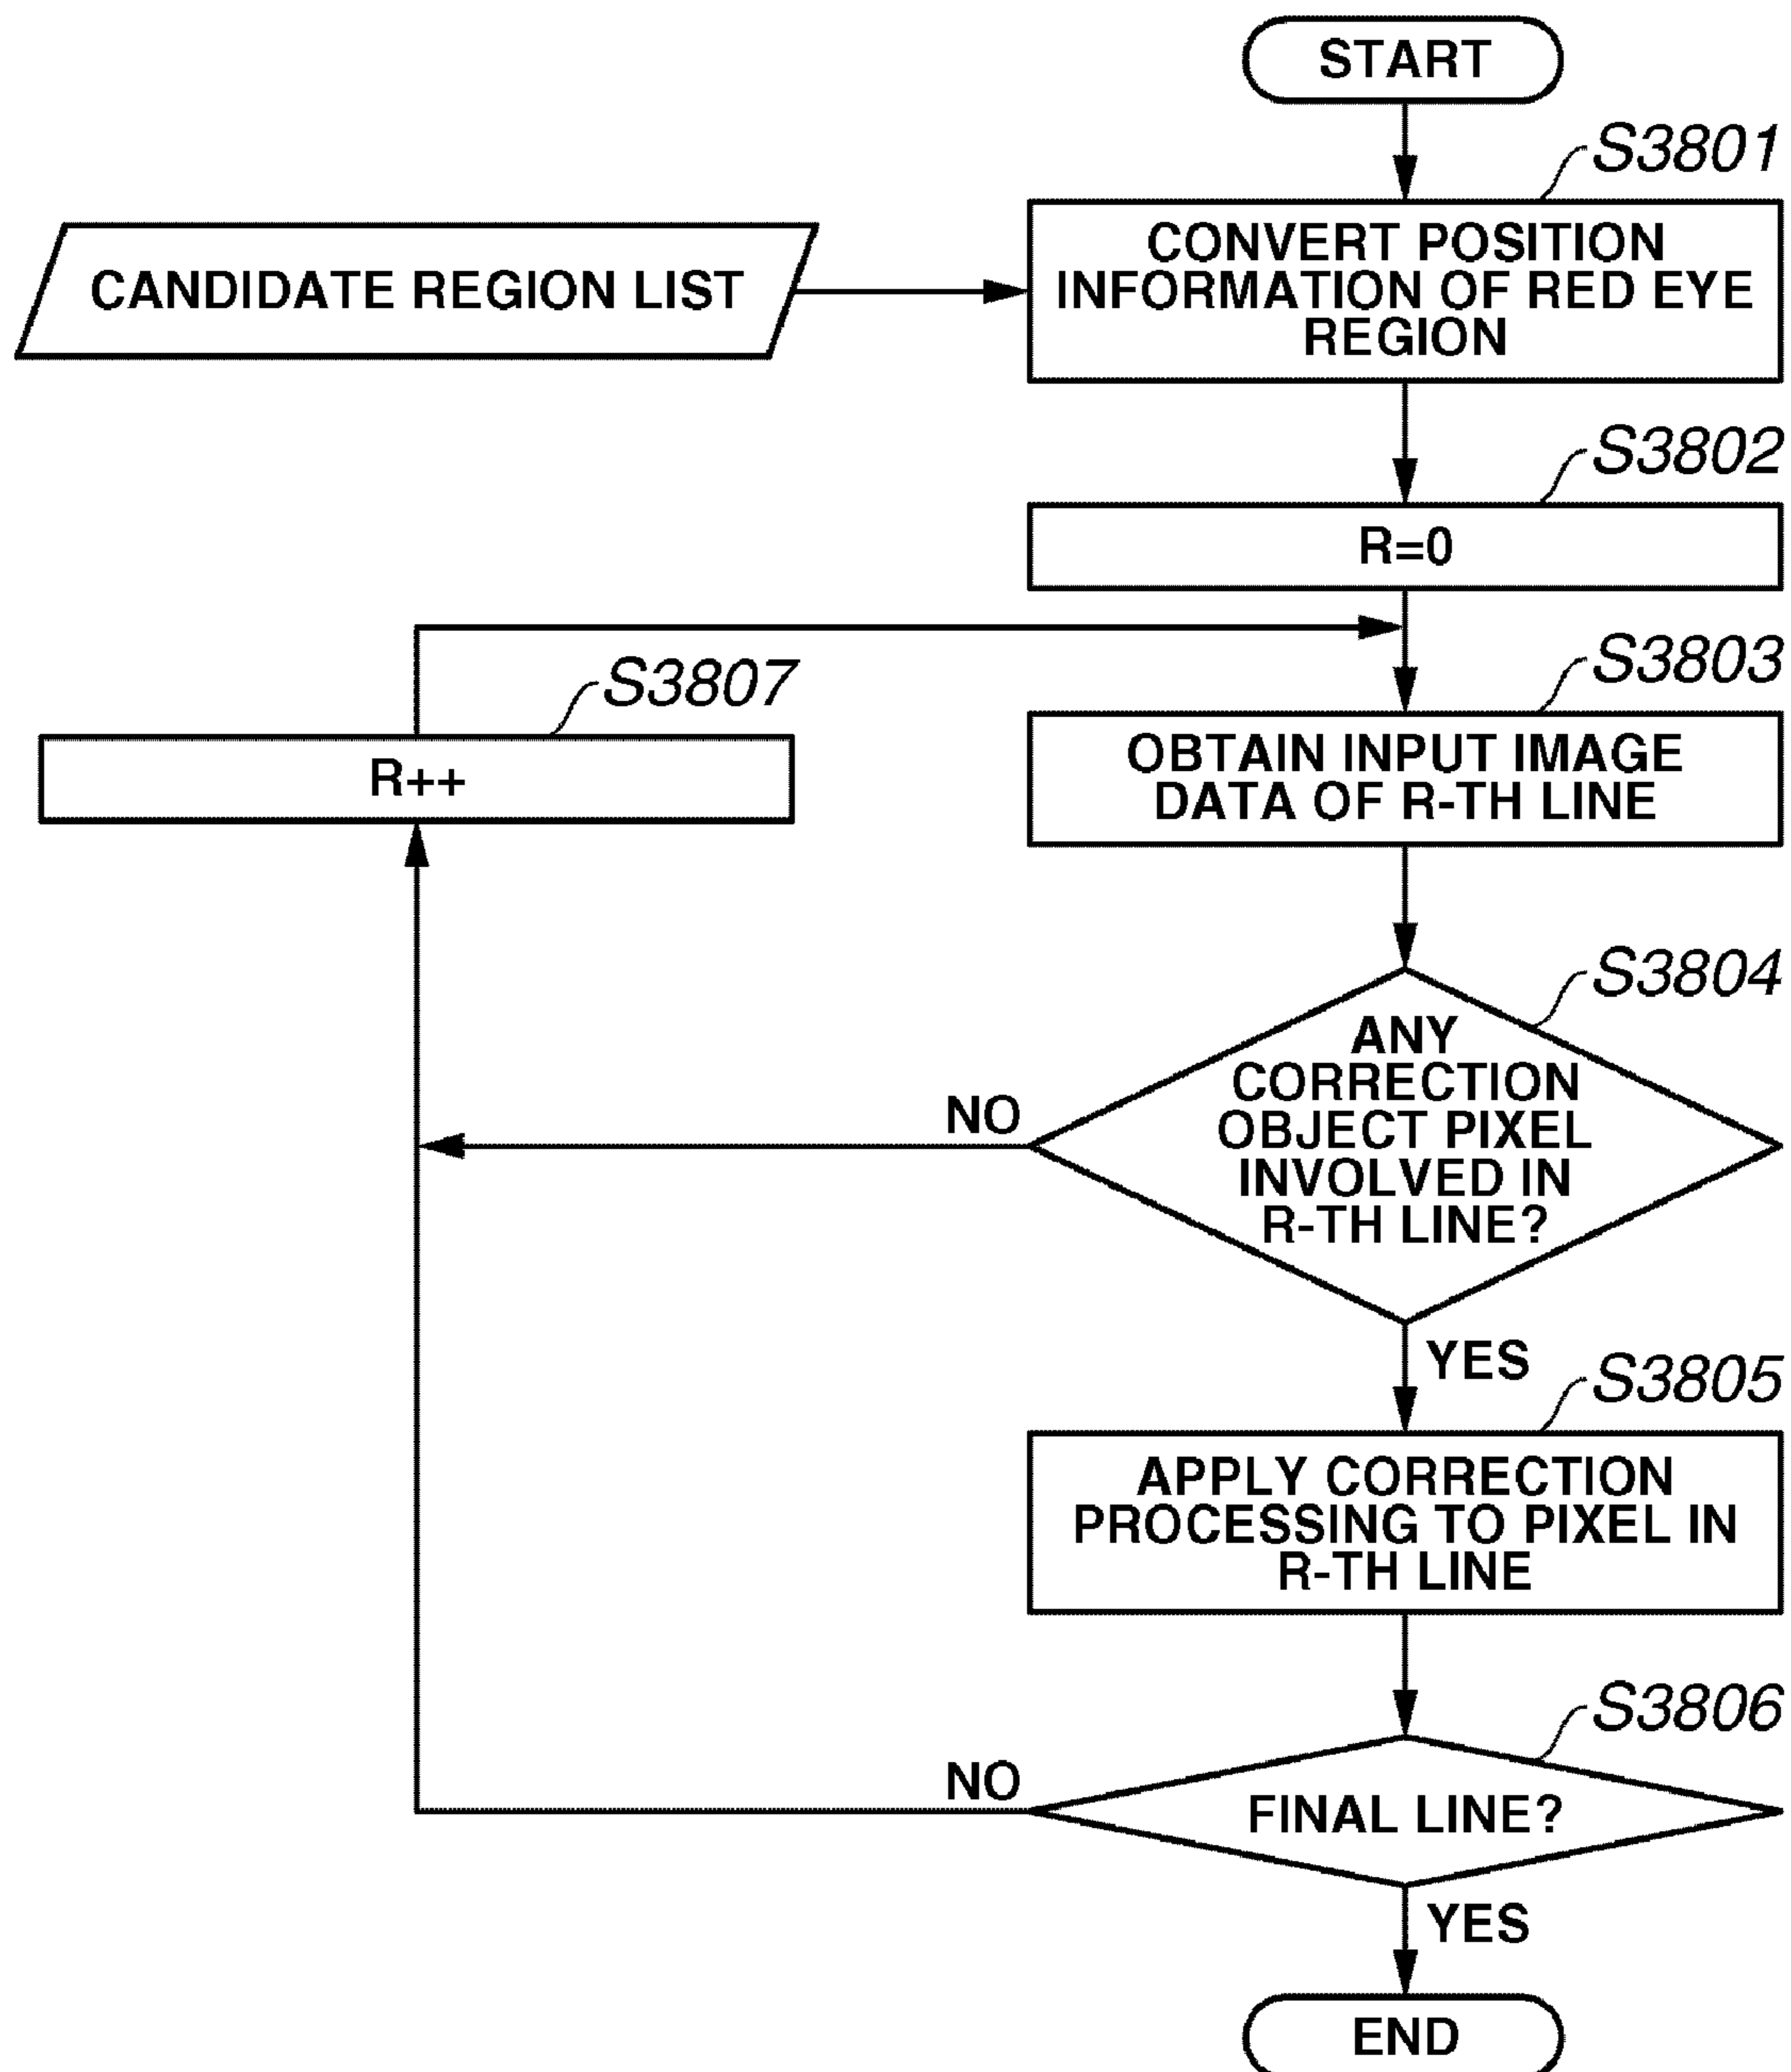 START
S3801
CANDIDATE REGION LIST
CONVERT POSITION
INFORMATION OF RED EYE
REGION
S3802
R=0
S3807
R++
S3803
OBTAIN INPUT IMAGE
DATA OF R-TH LINE
S3804
ANY
CORRECTION
OBJECT PIXEL
INVOLVED IN
R-TH LINE?
NO
YES
S3805
APPLY CORRECTION
PROCESSING TO PIXEL IN
R-TH LINE
S3806
NO
FINAL LINE?
YES
END